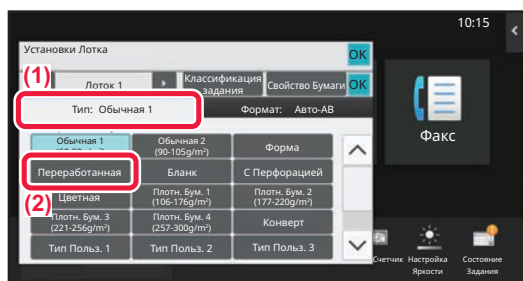 10:15
Установки Лотка
OK
(1)
Лоток 1
Классификация задания
Свойство Бумаги
OK
Тип: Обычная 1
Формат: Авто-AB
Обычная 1
Обычная 2
(90-105g/m²)
Форма
Факс
Переработанная
Бланк
С Перфорацией
(2)
Цветная
Плотн. Бум. 1
(106-176g/m²)
Плотн. Бум. 2
(177-220g/m²)
Плотн. Бум. 3
(221-256g/m²)
Плотн. Бум. 4
(257-300g/m²)
Конверт
Тип Польз. 1
Тип Польз. 2
Тип Польз. 3
Счетчик
Настройка
Яркости
Состояние
Задания